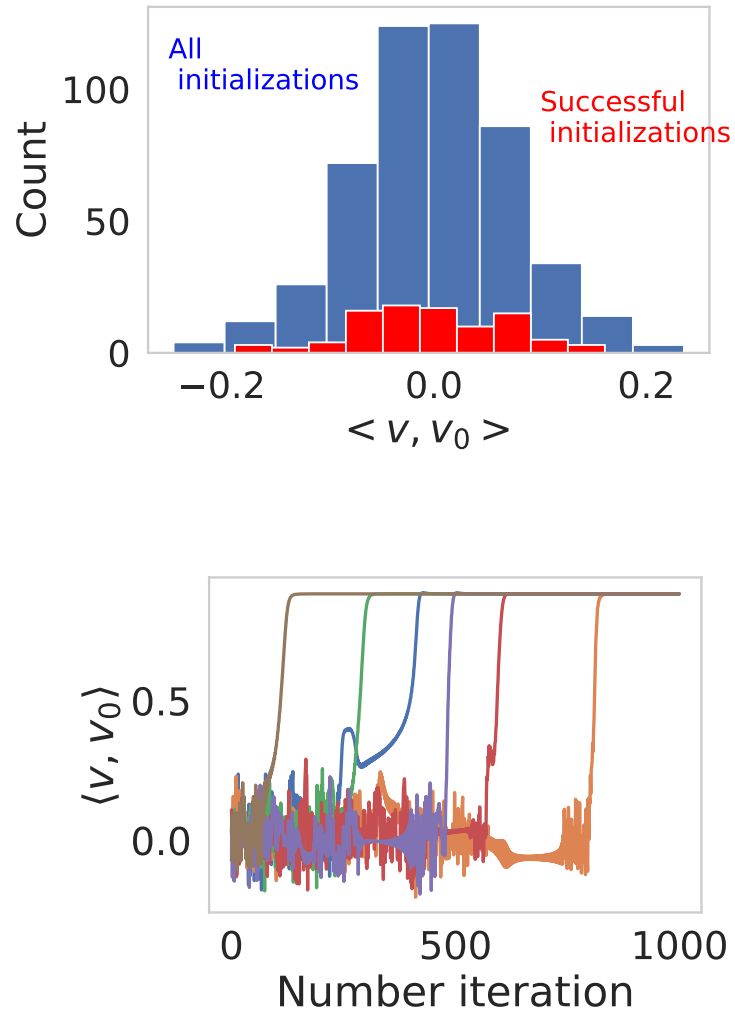 All
initializations
Successful
initializations
Count
100
50
0
−0.2 0.0 0.2
< v, v₀ >
⟨v, v₀⟩
0.5
0.0
0 500 1000
Number iteration